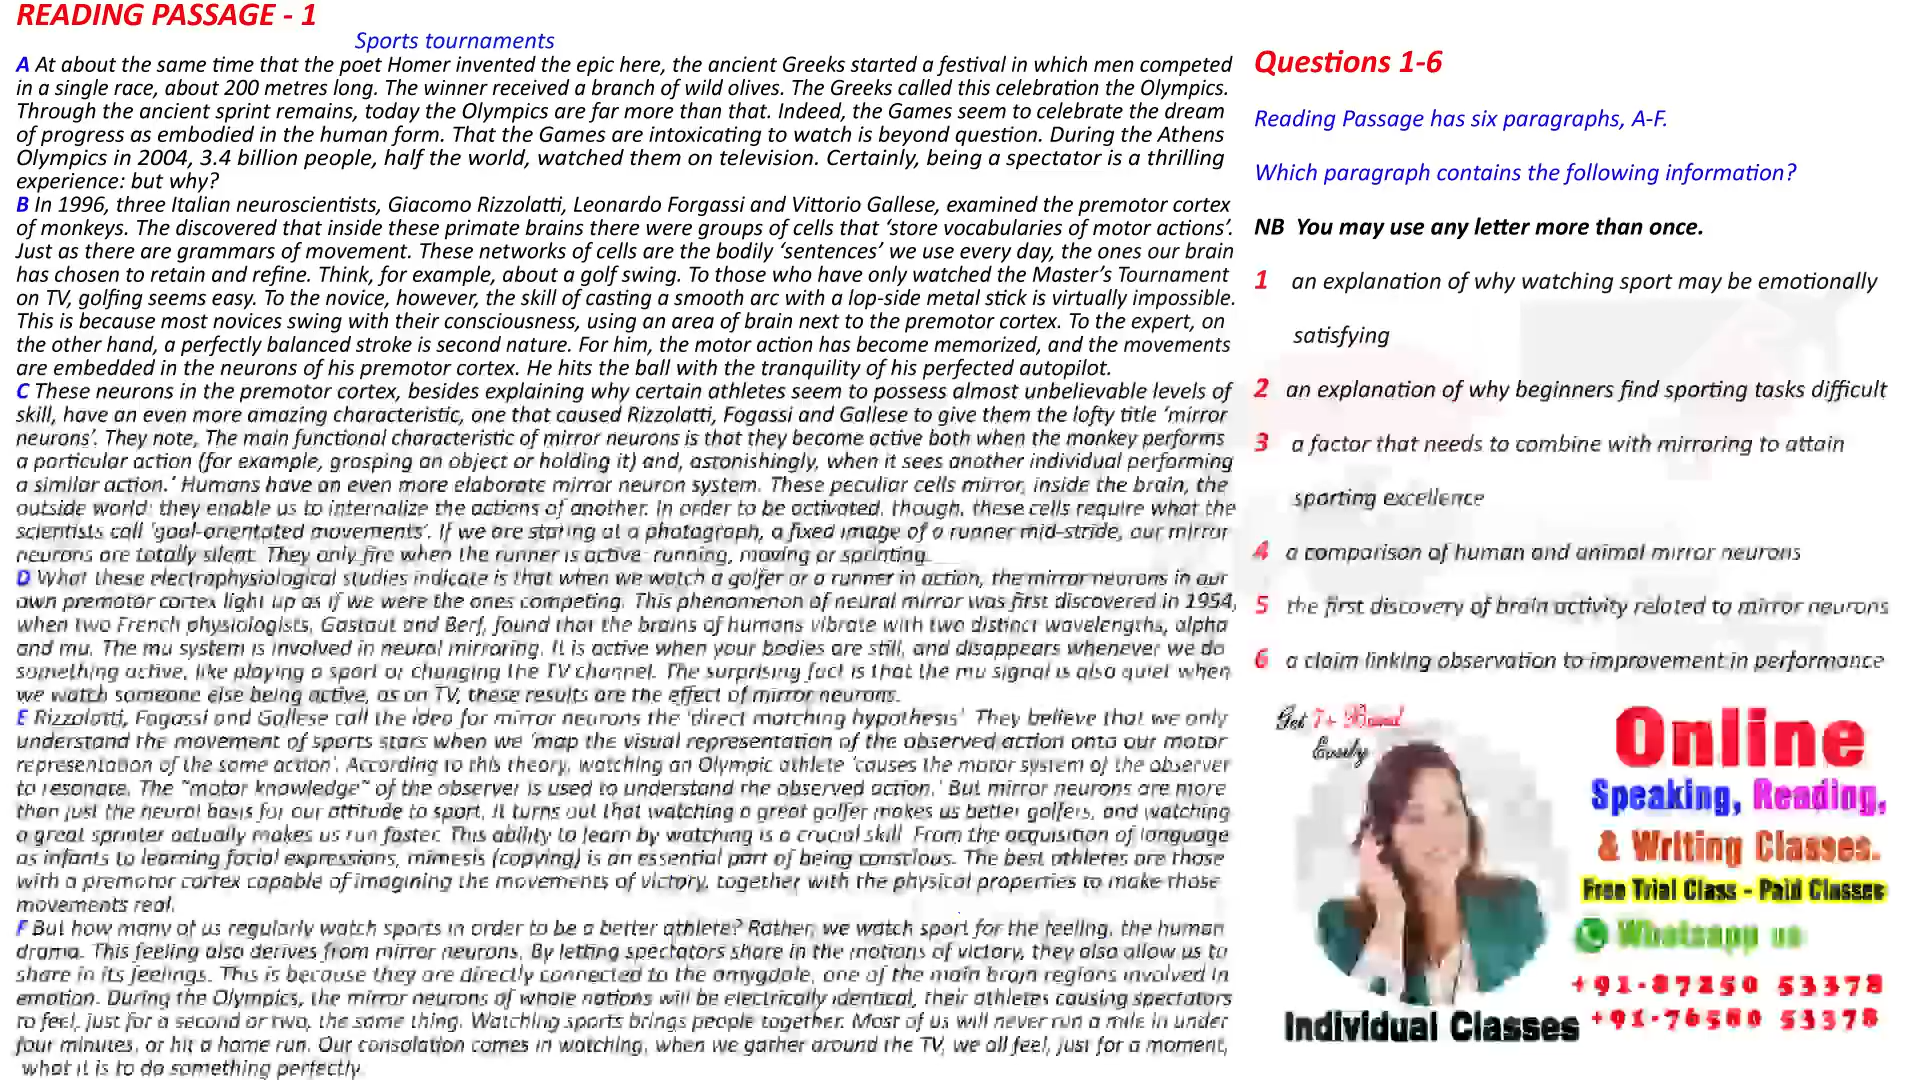 READING PASSAGE - 1
Sports tournaments
A At about the same time that the poet Homer invented the epic here, the ancient Greeks started a festival in which men competed
in a single race, about 200 metres long. The winner received a branch of wild olives. The Greeks called this celebration the Olympics.
Through the ancient sprint remains, today the Olympics are far more than that. Indeed, the Games seem to celebrate the dream
of progress as embodied in the human form. That the Games are intoxicating to watch is beyond question. During the Athens
Olympics in 2004, 3.4 billion people, half the world, watched them on television. Certainly, being a spectator is a thrilling
experience: but why?
B In 1996, three Italian neuroscientists, Giacomo Rizzolatti, Leonardo Forgassi and Vittorio Gallese, examined the premotor cortex
of monkeys. The discovered that inside these primate brains there were groups of cells that ‘store vocabularies of motor actions’.
Just as there are grammars of movement. These networks of cells are the bodily ‘sentences’ we use every day, the ones our brain
has chosen to retain and refine. Think, for example, about a golf swing. To those who have only watched the Master’s Tournament
on TV, golfing seems easy. To the novice, however, the skill of casting a smooth arc with a lop-side metal stick is virtually impossible.
This is because most novices swing with their consciousness, using an area of brain next to the premotor cortex. To the expert, on
the other hand, a perfectly balanced stroke is second nature. For him, the motor action has become memorized, and the movements
are embedded in the neurons of his premotor cortex. He hits the ball with the tranquility of his perfected autopilot.
C These neurons in the premotor cortex, besides explaining why certain athletes seem to possess almost unbelievable levels of
skill, have an even more amazing characteristic, one that caused Rizzolatti, Fogassi and Gallese to give them the lofty title ‘mirror
neurons’. They note, The main functional characteristic of mirror neurons is that they become active both when the monkey performs
a particular action (for example, grasping an object or holding it) and, astonishingly, when it sees another individual performing
a similar action.’ Humans have an even more elaborate mirror neuron system. These peculiar cells mirror, inside the brain, the
outside world: they enable us to internalize the actions of another. In order to be activated, though, these cells require what the
scientists call ‘goal-orientated movements’. If we are staring at a photograph, a fixed image of a runner mid-stride, our mirror
neurons are totally silent. They only fire when the runner is active: running, moving or sprinting.
D What these electrophysiological studies indicate is that when we watch a golfer or a runner in action, the mirror neurons in our
own premotor cortex light up as if we were the ones competing. This phenomenon of neural mirror was first discovered in 1954,
when two French physiologists, Gastaut and Berf, found that the brains of humans vibrate with two distinct wavelengths, alpha
and mu. The mu system is involved in neural mirroring. It is active when your bodies are still, and disappears whenever we do
something active, like playing a sport or changing the TV channel. The surprising fact is that the mu signal is also quiet when
we watch someone else being active, as on TV, these results are the effect of mirror neurons.
E Rizzolatti, Fogassi and Gallese call the idea for mirror neurons the ‘direct matching hypothesis’. They believe that we only
understand the movement of sports stars when we ‘map the visual representation of the observed action onto our motor
representation of the same action’. According to this theory, watching an Olympic athlete ‘causes the motor system of the observer
to resonate. The “motor knowledge” of the observer is used to understand the observed action.’ But mirror neurons are more
than just the neural basis for our attitude to sport. It turns out that watching a great golfer makes us better golfers, and watching
a great sprinter actually makes us run faster. This ability to learn by watching is a crucial skill. From the acquisition of language
as infants to learning facial expressions, mimesis (copying) is an essential part of being conscious. The best athletes are those
with a premotor cortex capable of imagining the movements of victory, together with the physical properties to make those
movements real.
F But how many of us regularly watch sports in order to be a better athlete? Rather, we watch sport for the feeling, the human
drama. This feeling also derives from mirror neurons. By letting spectators share in the motions of victory, they also allow us to
share in its feelings. This is because they are directly connected to the amygdale, one of the main brain regions involved in
emotion. During the Olympics, the mirror neurons of whole nations will be electrically identical, their athletes causing spectators
to feel, just for a second or two, the same thing. Watching sports brings people together. Most of us will never run a mile in under
four minutes, or hit a home run. Our consolation comes in watching, when we gather around the TV, we all feel, just for a moment,
what it is to do something perfectly.
Questions 1-6
Reading Passage has six paragraphs, A-F.
Which paragraph contains the following information?
NB You may use any letter more than once.
1 an explanation of why watching sport may be emotionally
satisfying
2 an explanation of why beginners find sporting tasks difficult
3 a factor that needs to combine with mirroring to attain
sporting excellence
4 a comparison of human and animal mirror neurons
5 the first discovery of brain activity related to mirror neurons
6 a claim linking observation to improvement in performance
Get 7+ Band
Easily
Individual Classes
Online
Speaking, Reading,
& Writing Classes.
Free Trial Class - Paid Classes
Whatsapp us
+91-87250 53378
+91-76580 53378